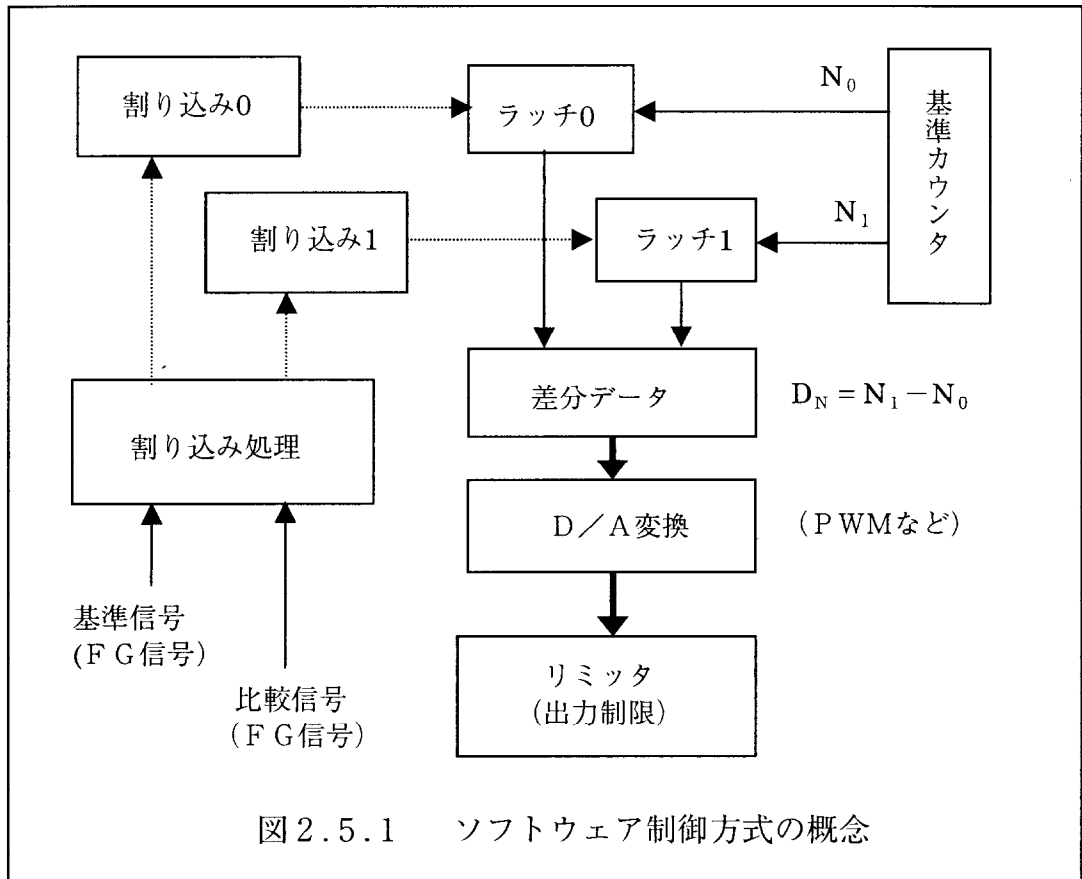 割り込み0
ラッチ0
N₀
基準カウンタ
割り込み1
ラッチ1
N₁
割り込み処理
差分データ
D_N = N₁－N₀
D／A変換
(PWMなど)
基準信号
(FG信号)
比較信号
(FG信号)
リミッタ
(出力制限)
図2.5.1 ソフトウェア制御方式の概念